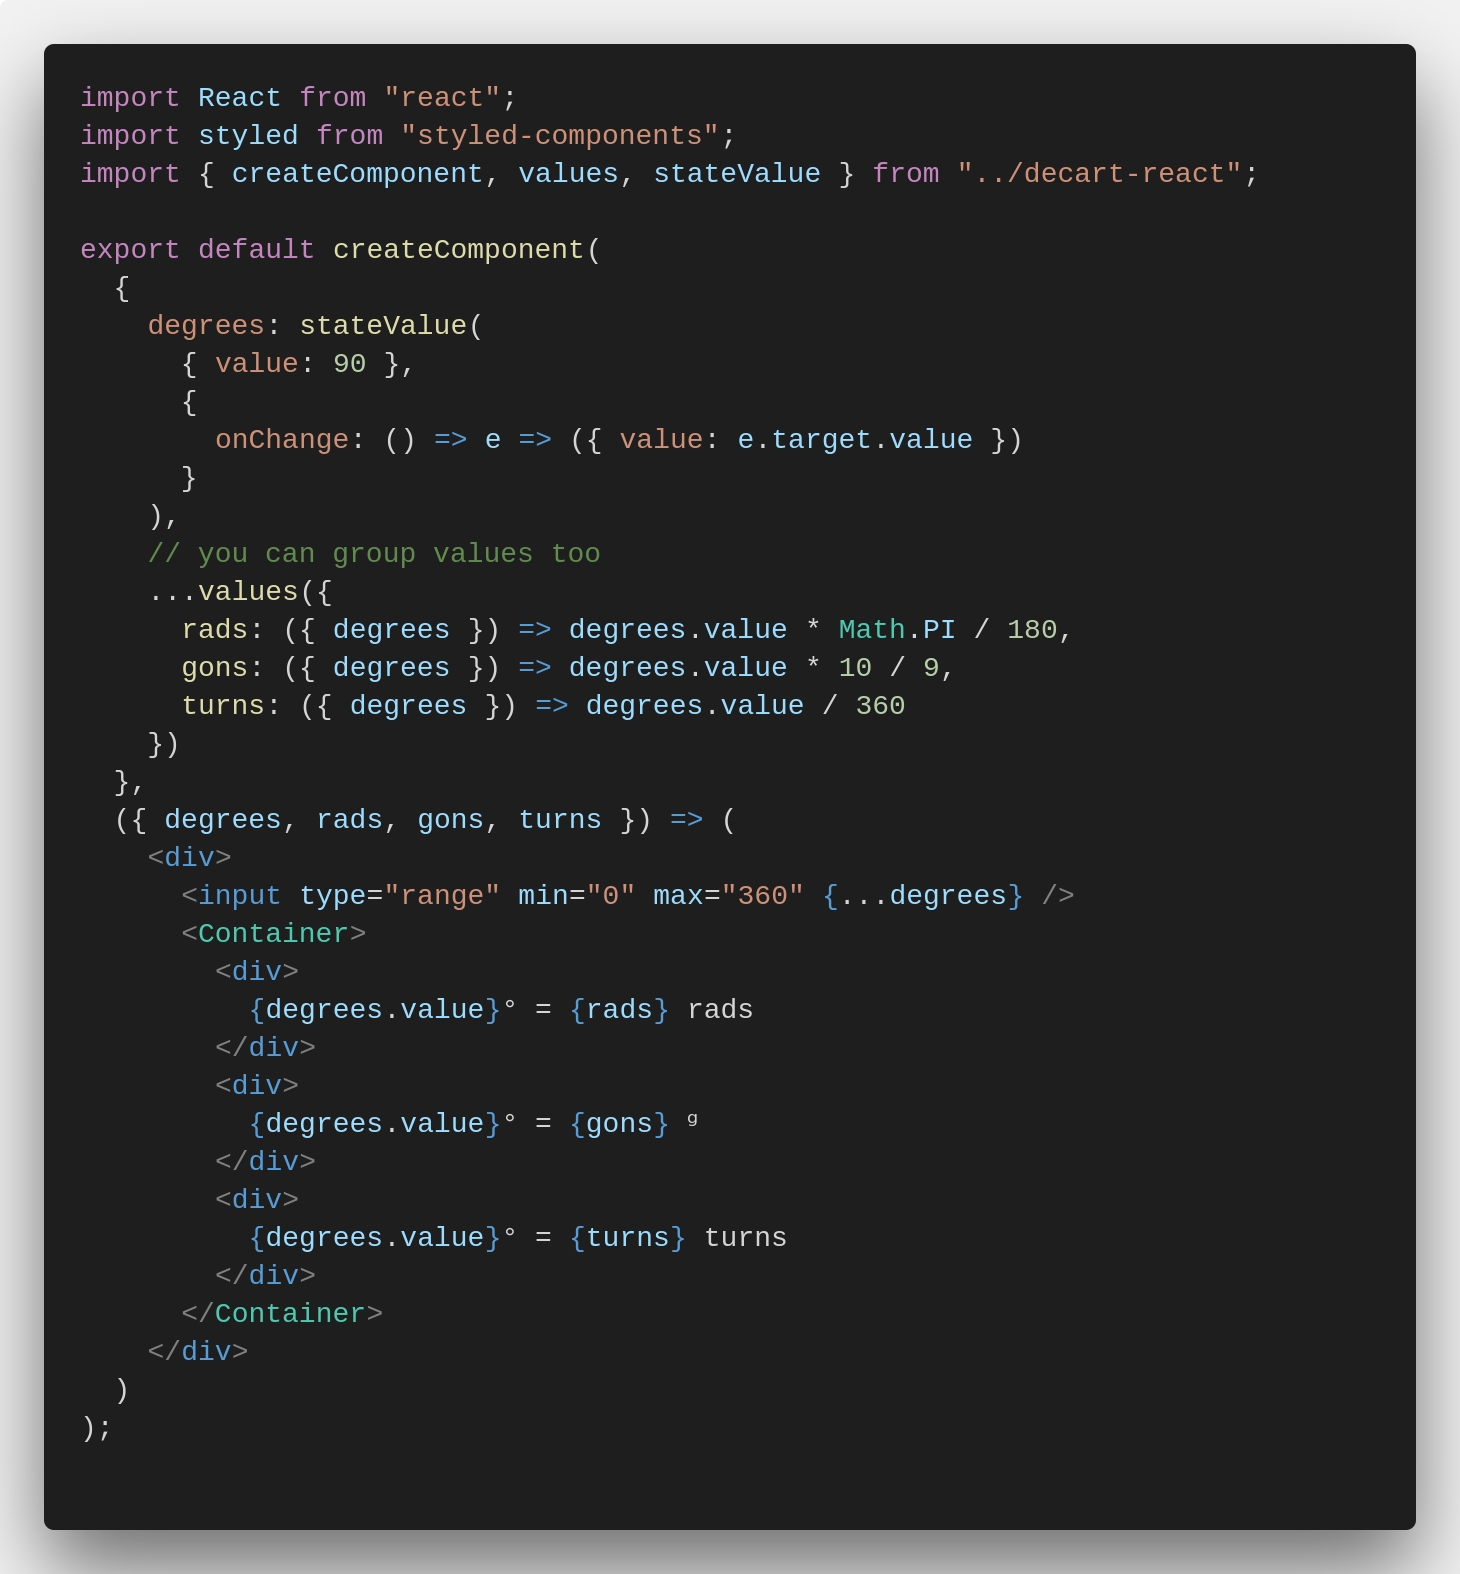 import React from "react";
import styled from "styled-components";
import { createComponent, values, stateValue } from "../decart-react";

export default createComponent(
  {
    degrees: stateValue(
      { value: 90 },
      {
        onChange: () => e => ({ value: e.target.value })
      }
    ),
    // you can group values too
    ...values({
      rads: ({ degrees }) => degrees.value * Math.PI / 180,
      gons: ({ degrees }) => degrees.value * 10 / 9,
      turns: ({ degrees }) => degrees.value / 360
    })
  },
  ({ degrees, rads, gons, turns }) => (
    <div>
      <input type="range" min="0" max="360" {...degrees} />
      <Container>
        <div>
          {degrees.value}° = {rads} rads
        </div>
        <div>
          {degrees.value}° = {gons} ᵍ
        </div>
        <div>
          {degrees.value}° = {turns} turns
        </div>
      </Container>
    </div>
  )
);